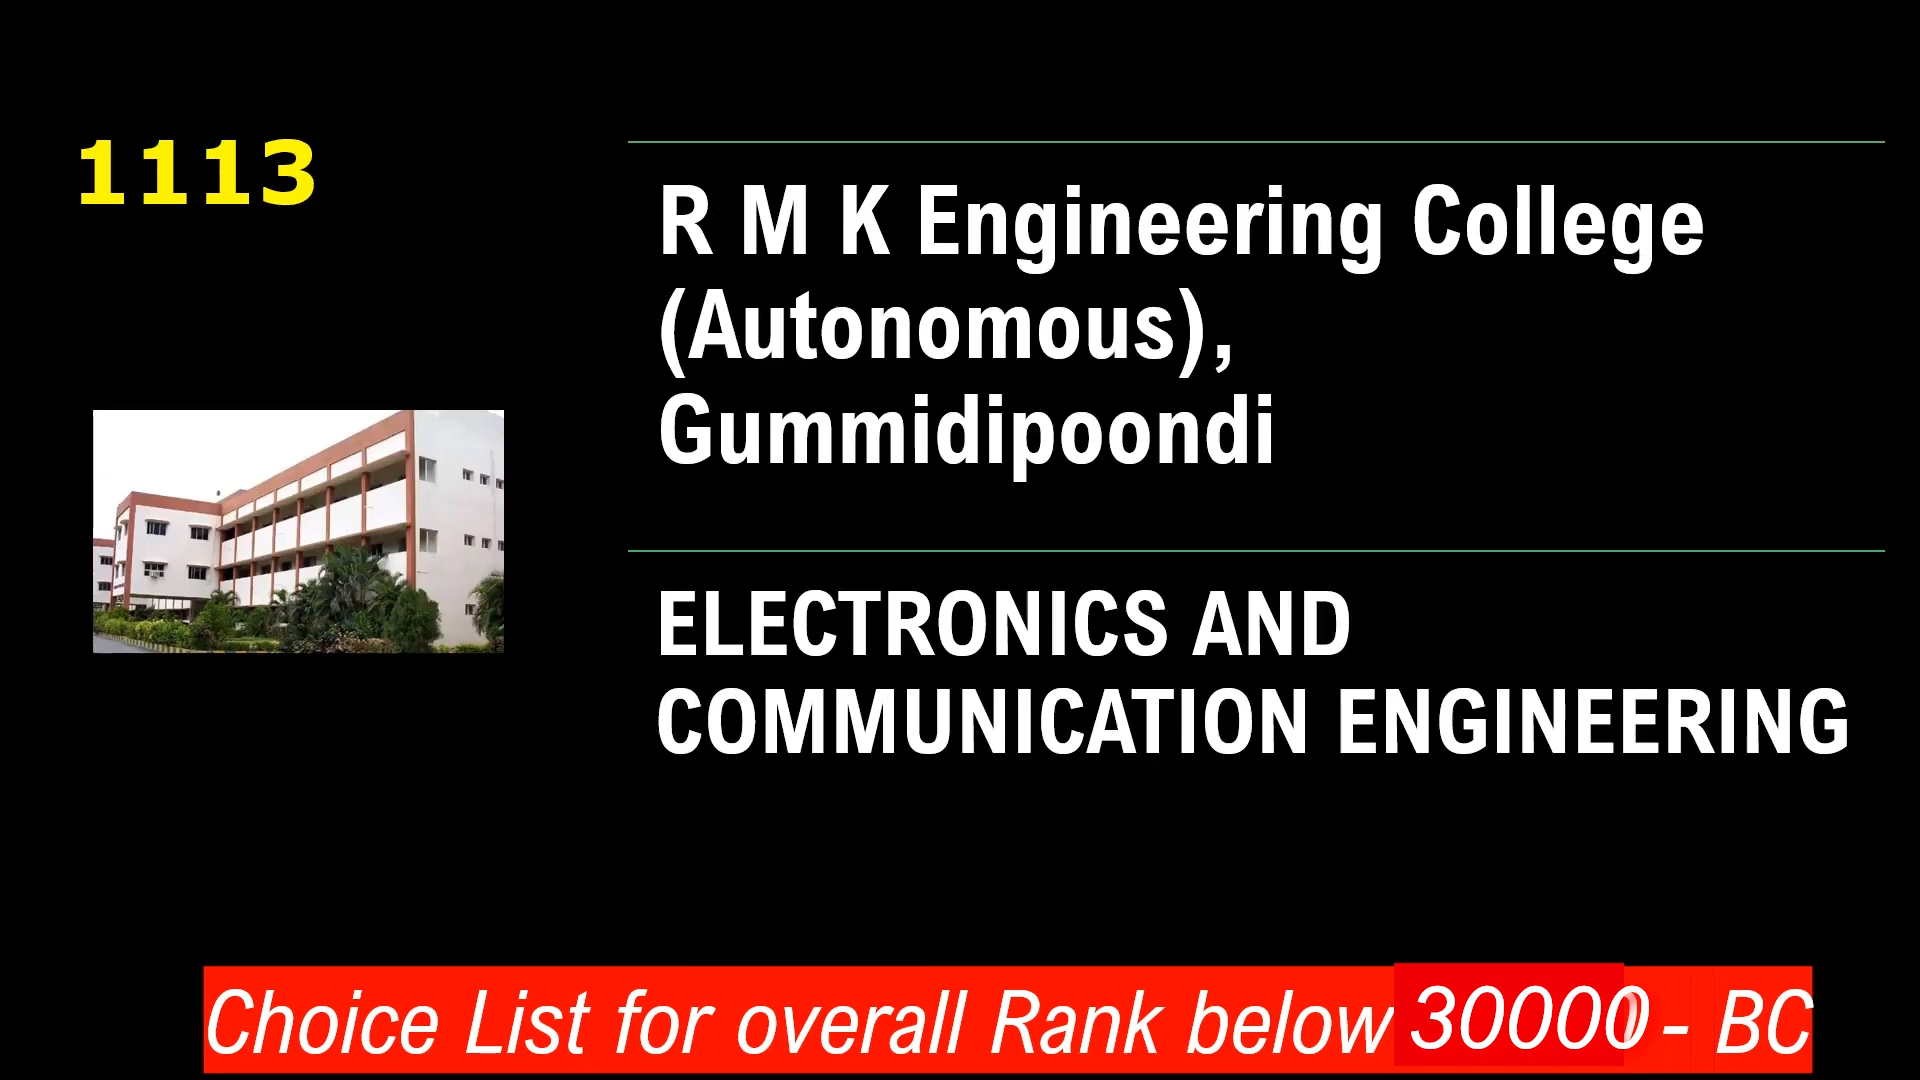 1113
R M K Engineering College
(Autonomous),
Gummidipoondi
ELECTRONICS AND
COMMUNICATION ENGINEERING
Choice List for overall Rank below 30000 - BC